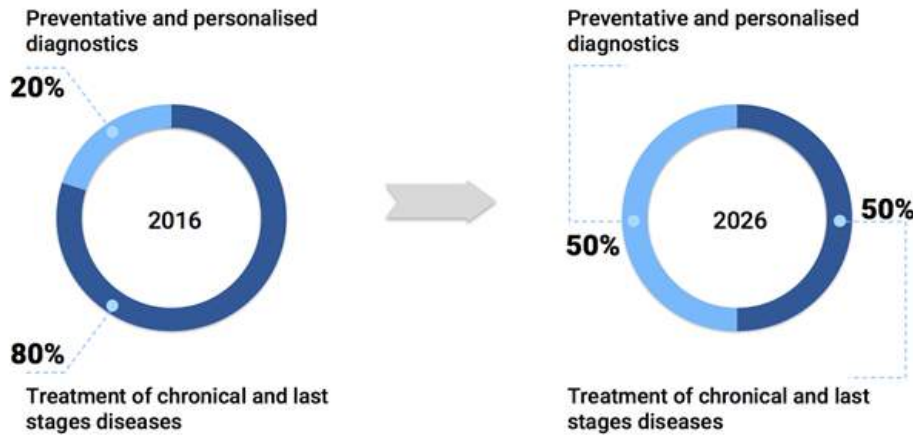 Preventative and personalised
diagnostics
20%
2016
80%
Treatment of chronical and last
stages diseases
Preventative and personalised
diagnostics
50%
2026
50%
Treatment of chronical and last
stages diseases